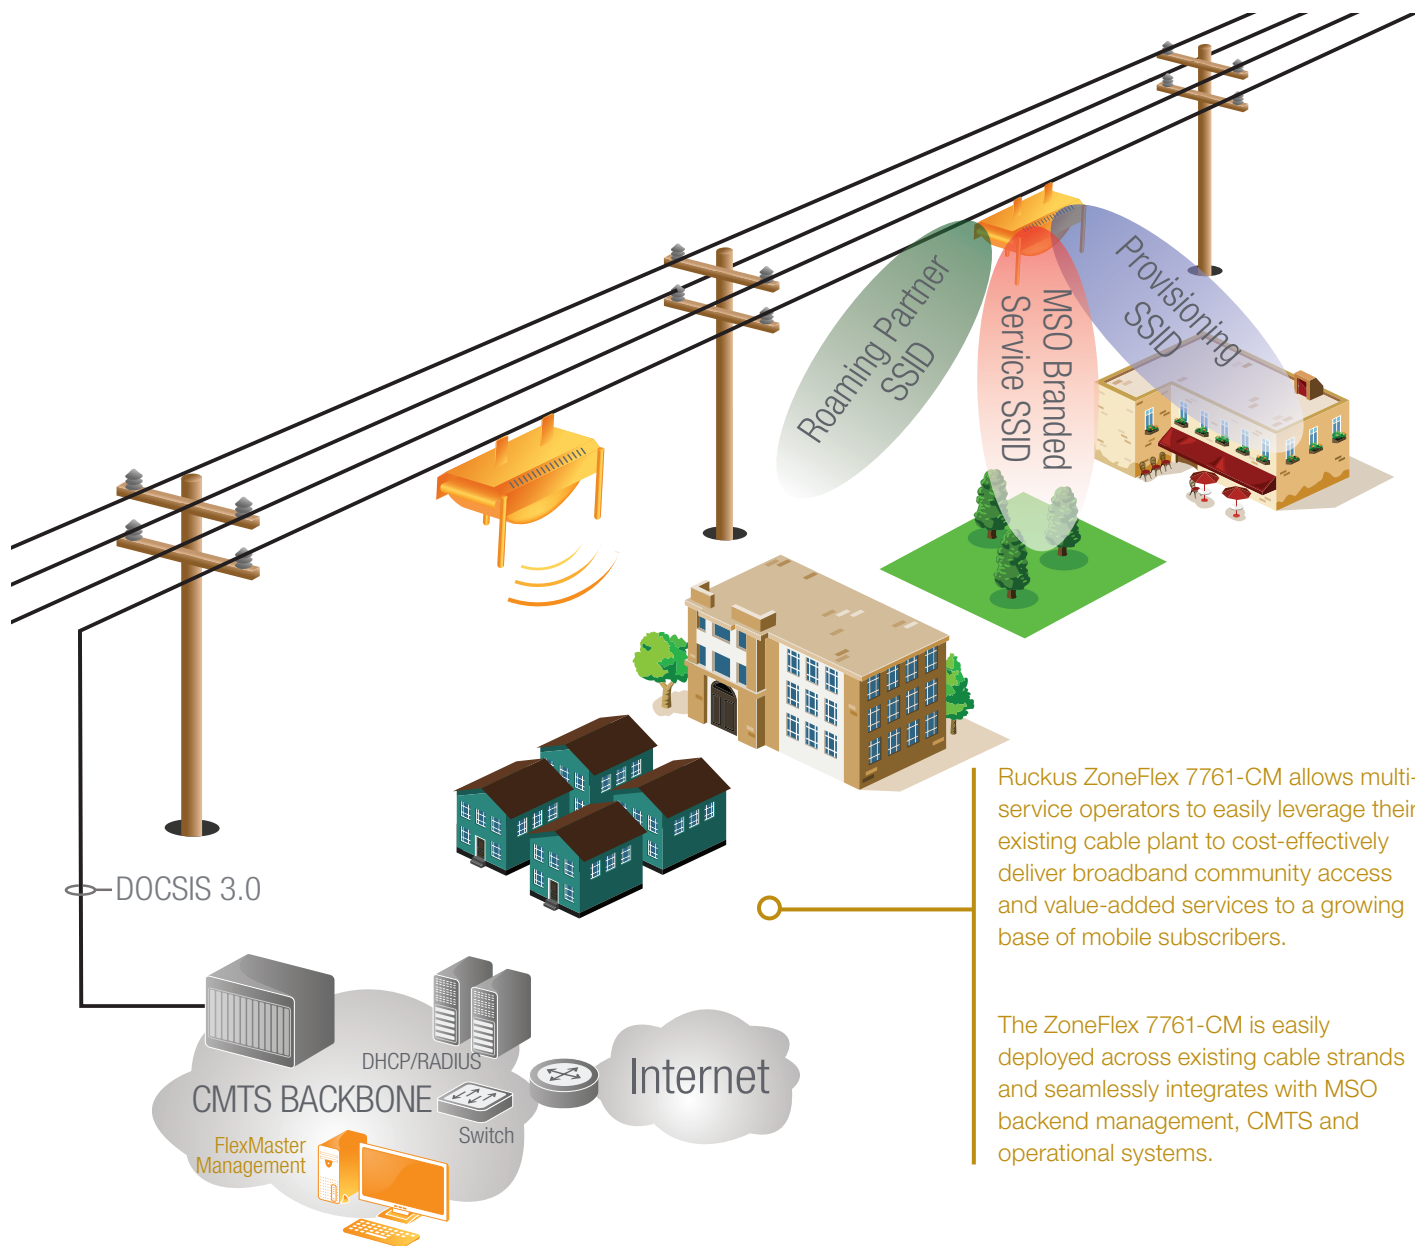 Roaming Partner
SSID
MSO Branded
Service SSID
Provisioning
SSID
Ruckus ZoneFlex 7761-CM allows multi-
service operators to easily leverage their
existing cable plant to cost-effectively
deliver broadband community access
and value-added services to a growing
base of mobile subscribers.
The ZoneFlex 7761-CM is easily
deployed across existing cable strands
and seamlessly integrates with MSO
backend management, CMTS and
operational systems.
DOCSIS 3.0
DHCP/RADIUS
CMTS BACKBONE
Switch
FlexMaster
Management
Internet